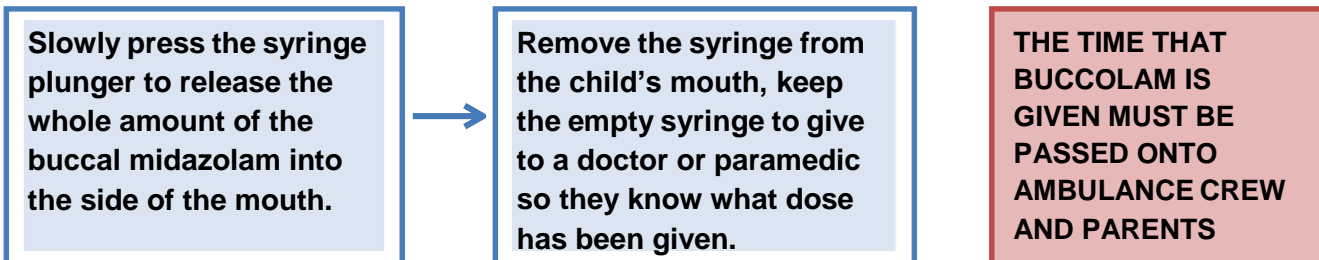 Slowly press the syringe
plunger to release the
whole amount of the
buccal midazolam into
the side of the mouth.
Remove the syringe from
the child’s mouth, keep
the empty syringe to give
to a doctor or paramedic
so they know what dose
has been given.
THE TIME THAT
BUCCOLAM IS
GIVEN MUST BE
PASSED ONTO
AMBULANCE CREW
AND PARENTS